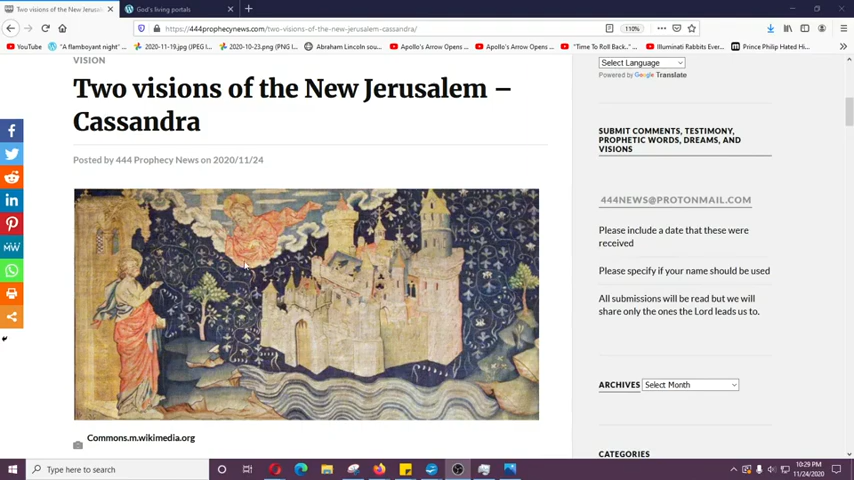 Two visions of the New Jerusalem
God's living portals
https://444prophecynews.com/two-visions-of-the-new-jerusalem-cassandra/
110%
YouTube
"A flamboyant night" ...
2020-11-19.jpg (JPEG I...
2020-10-23.png (PNG I...
Abraham Lincoln sou...
Apollo's Arrow Opens ...
Apollo's Arrow Opens ...
"Time To Roll Back..."
Illuminati Rabbits Ever...
Prince Philip Hated Hi...
VISION
Two visions of the New Jerusalem –
Cassandra
Posted by 444 Prophecy News on 2020/11/24
Commons.m.wikimedia.org
Select Language
Powered by Google Translate
SUBMIT COMMENTS, TESTIMONY,
PROPHETIC WORDS, DREAMS, AND
VISIONS
444NEWS@PROTONMAIL.COM
Please include a date that these were
received
Please specify if your name should be used
All submissions will be read but we will
share only the ones the Lord leads us to.
ARCHIVES Select Month
CATEGORIES
MW
Type here to search
10:29 PM
11/24/2020